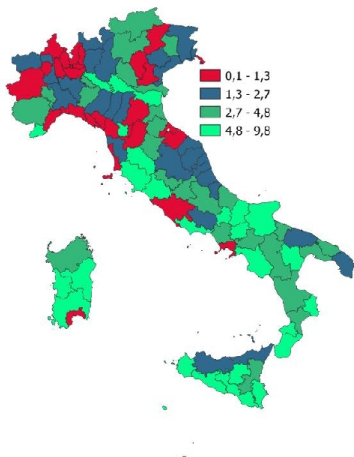 0,1 - 1,3
1,3 - 2,7
2,7 - 4,8
4,8 - 9,8